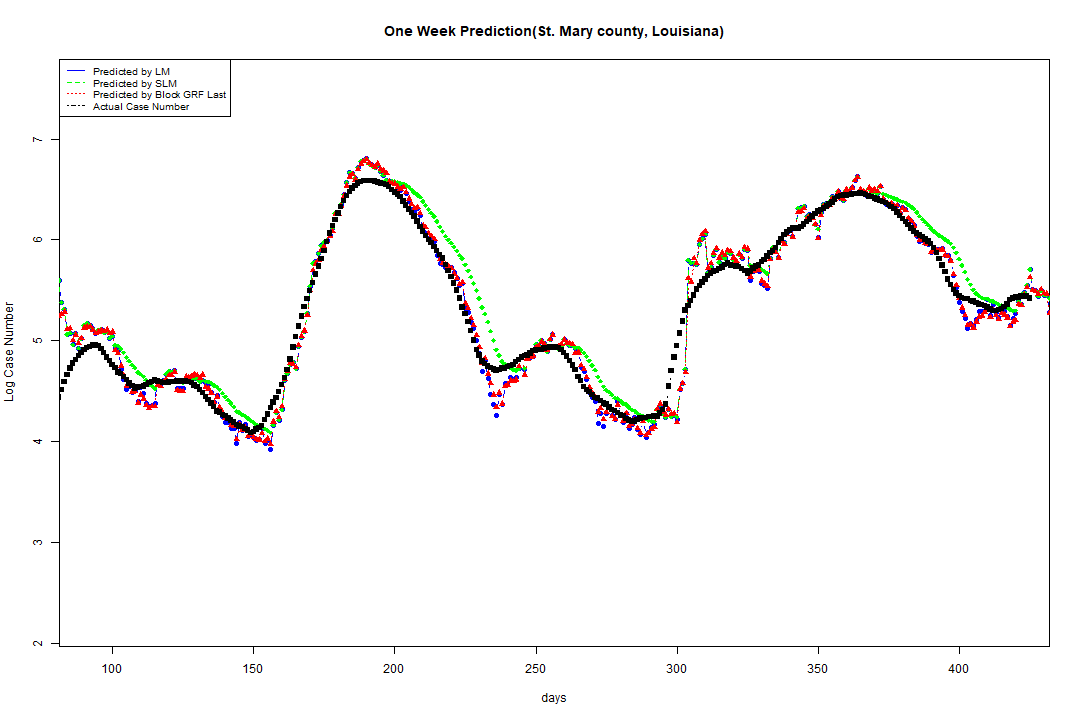 One Week Prediction(St. Mary county, Louisiana)
Predicted by LM
Predicted by SLM
Predicted by Block GRF Last
Actual Case Number
Log Case Number
7
6
5
4
3
2
100 150 200 250 300 350 400
days